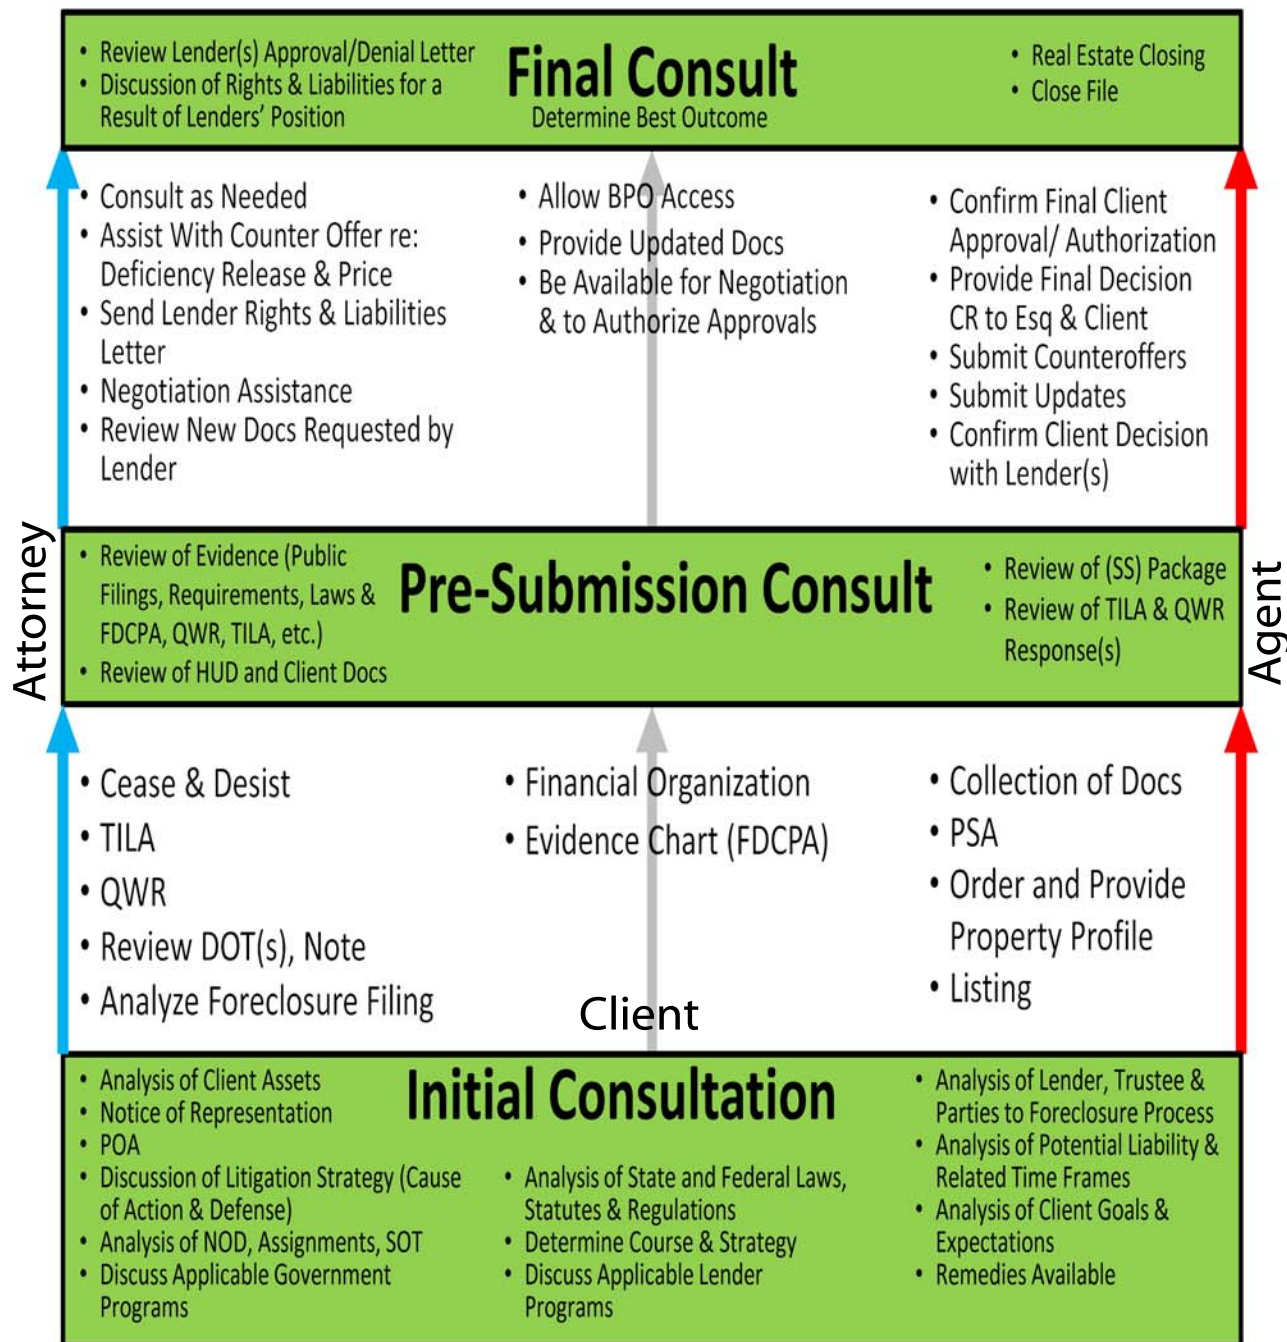 • Review Lender(s) Approval/Denial Letter
• Discussion of Rights & Liabilities for a
Result of Lenders' Position
Final Consult
Determine Best Outcome
• Real Estate Closing
• Close File
• Consult as Needed
• Assist With Counter Offer re:
Deficiency Release & Price
• Send Lender Rights & Liabilities
Letter
• Negotiation Assistance
• Review New Docs Requested by
Lender
• Allow BPO Access
• Provide Updated Docs
• Be Available for Negotiation
& to Authorize Approvals
• Confirm Final Client
Approval/ Authorization
• Provide Final Decision
CR to Esq & Client
• Submit Counteroffers
• Submit Updates
• Confirm Client Decision
with Lender(s)
Attorney
• Review of Evidence (Public
Filings, Requirements, Laws &
FDCPA, QWR, TILA, etc.)
• Review of HUD and Client Docs
Pre-Submission Consult
• Review of (SS) Package
• Review of TILA & QWR
Response(s)
Agent
• Cease & Desist
• TILA
• QWR
• Review DOT(s), Note
• Analyze Foreclosure Filing
• Financial Organization
• Evidence Chart (FDCPA)
Client
• Collection of Docs
• PSA
• Order and Provide
Property Profile
• Listing
Initial Consultation
• Analysis of Client Assets
• Notice of Representation
• POA
• Discussion of Litigation Strategy (Cause
of Action & Defense)
• Analysis of NOD, Assignments, SOT
• Discuss Applicable Government
Programs
• Analysis of State and Federal Laws,
Statutes & Regulations
• Determine Course & Strategy
• Discuss Applicable Lender
Programs
• Analysis of Lender, Trustee &
Parties to Foreclosure Process
• Analysis of Potential Liability &
Related Time Frames
• Analysis of Client Goals &
Expectations
• Remedies Available